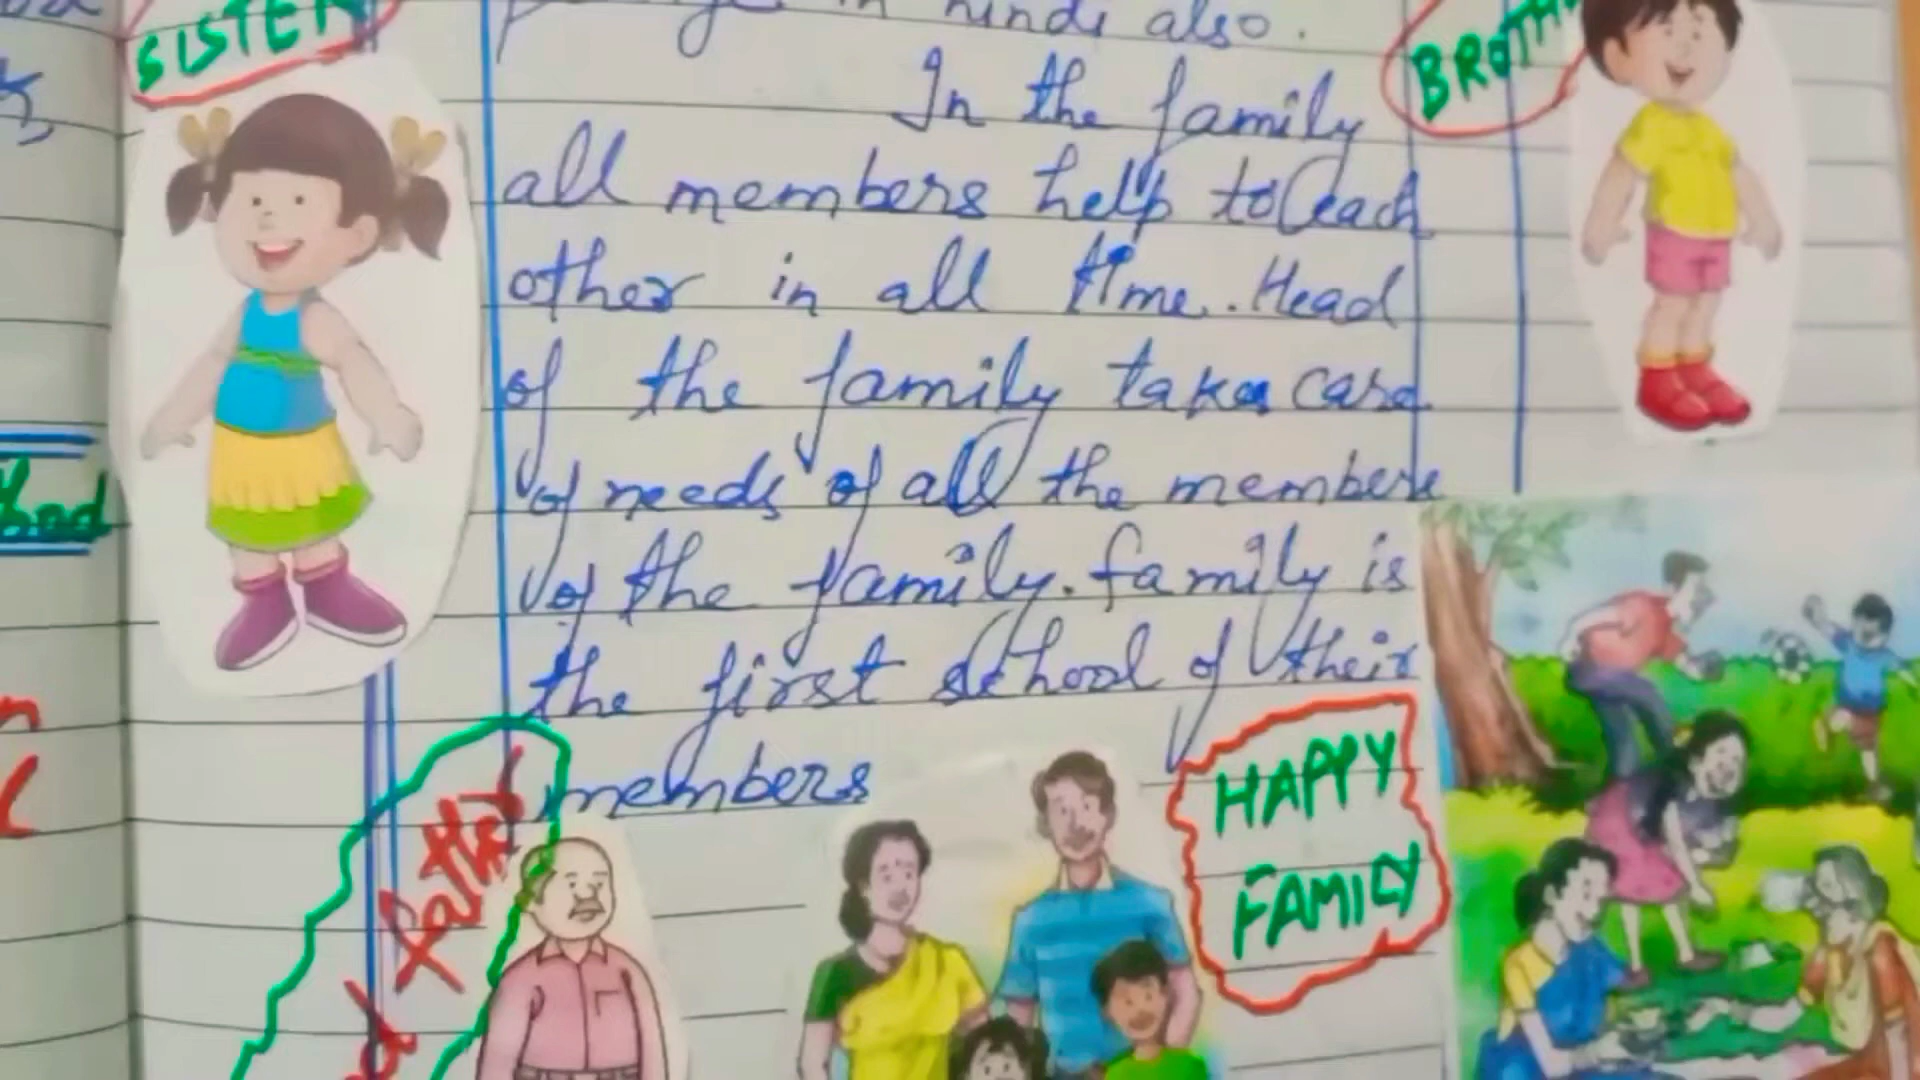 SISTER
in hindi also.
BROTH
In the family
all members help to each
other in all time. Head
of the family take care
of needs of all the members
of the family. family is
the first school of their
members
HAPPY
FAMILY
father